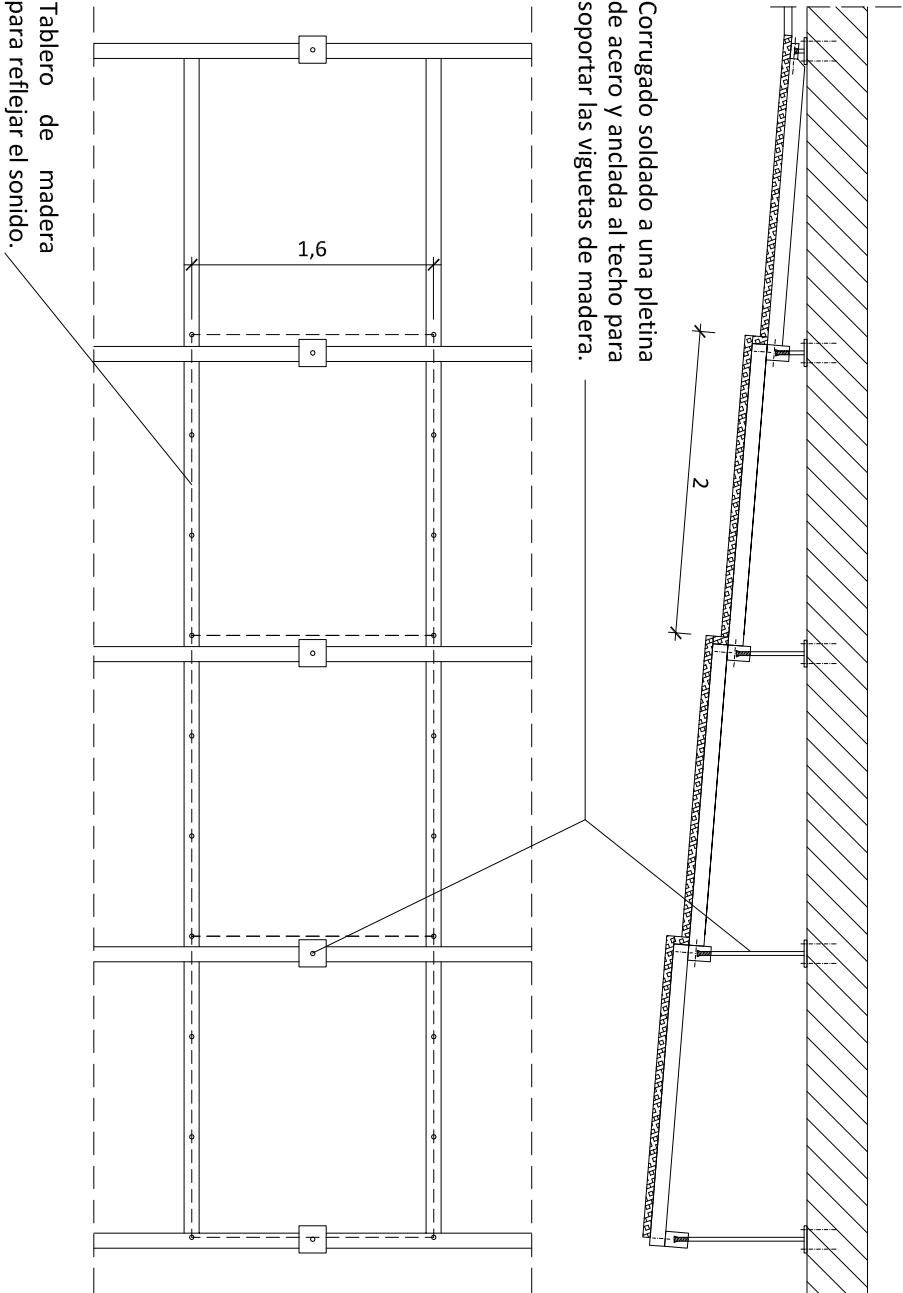 Corrugado soldado a una pletina
de acero y anclada al techo para
soportar las viguetas de madera.
2
1,6
Tablero de madera
para reflejar el sonido.